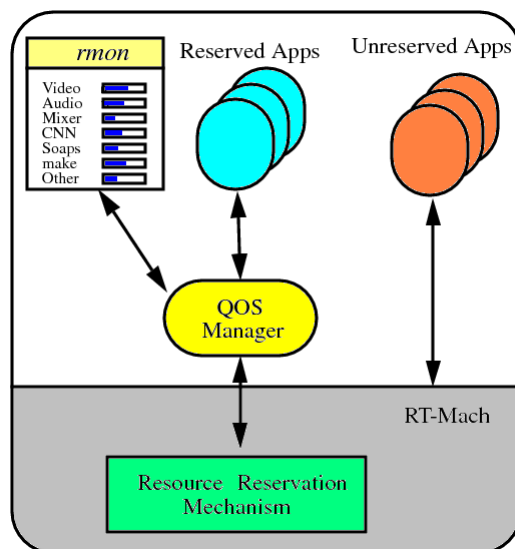 rmon
Video
Audio
Mixer
CNN
Soaps
make
Other
Reserved Apps
Unreserved Apps
QOS
Manager
RT-Mach
Resource Reservation
Mechanism